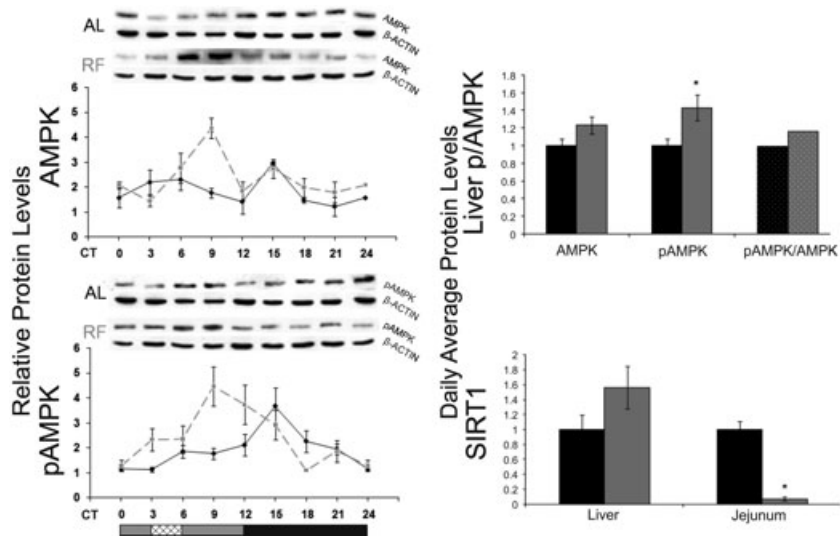 AL
AMPK
β-ACTIN
RF
AMPK
β-ACTIN
Relative Protein Levels
AMPK
6
5
4
3
2
1
0
CT 0 3 6 9 12 15 18 21 24
AL
pAMPK
β-ACTIN
RF
pAMPK
β-ACTIN
pAMPK
6
5
4
3
2
1
0
CT 0 3 6 9 12 15 18 21 24
Daily Average Protein Levels
Liver p/AMPK
1.8
1.6
1.4
1.2
1
0.8
0.6
0.4
0.2
0
*
AMPK pAMPK pAMPK/AMPK
SIRT1
2
1.8
1.6
1.4
1.2
1
0.8
0.6
0.4
0.2
0
*
Liver Jejunum